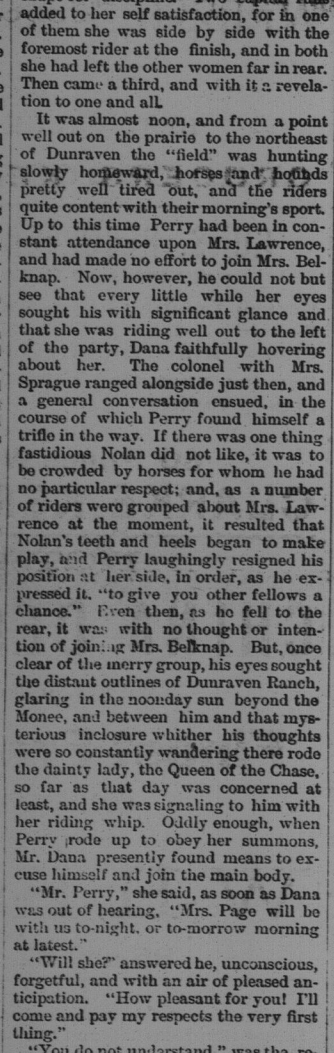 added to her self satisfaction, for in one
of them she was side by side with the
foremost rider at the finish, and in both
she had left the other women far in rear.
Then came a third, and with it a revela-
tion to one and all.
It was almost noon, and from a point
well out on the prairie to the northeast
of Dunraven the "field" was hunting
slowly homeward, horses and hounds
pretty well tired out, and the riders
quite content with their morning's sport.
Up to this time Perry had been in con-
stant attendance upon Mrs. Lawrence,
and had made no effort to join Mrs. Bel-
knap. Now, however, he could not but
see that every little while her eyes
sought his with significant glance and
that she was riding well out to the left
of the party, Dana faithfully hovering
about her. The colonel with Mrs.
Sprague ranged alongside just then, and
a general conversation ensued, in the
course of which Perry found himself a
trifle in the way. If there was one thing
fastidious Nolan did not like, it was to
be crowded by horses for whom he had
no particular respect; and, as a number
of riders were grouped about Mrs. Law-
rence at the moment, it resulted that
Nolan's teeth and heels began to make
play, and Perry laughingly resigned his
position at her side, in order, as he ex-
pressed it, "to give you other fellows a
chance." Even then, as he fell to the
rear, it was with no thought or inten-
tion of joining Mrs. Belknap. But, once
clear of the merry group, his eyes sought
the distant outlines of Dunraven Ranch,
glaring in the noonday sun beyond the
Monee, and between him and that mys-
terious inclosure whither his thoughts
were so constantly wandering there rode
the dainty lady, the Queen of the Chase,
so far as that day was concerned at
least, and she was signaling to him with
her riding whip. Oddly enough, when
Perry rode up to obey her summons,
Mr. Dana presently found means to ex-
cuse himself and join the main body.
"Mr. Perry," she said, as soon as Dana
was out of hearing, "Mrs. Page will be
with us to-night, or to-morrow morning
at latest."
"Will she?" answered he, unconscious,
forgetful, and with an air of pleased an-
ticipation. "How pleasant for you! I'll
come and pay my respects the very first
thing."
"You do not understand," was the re-